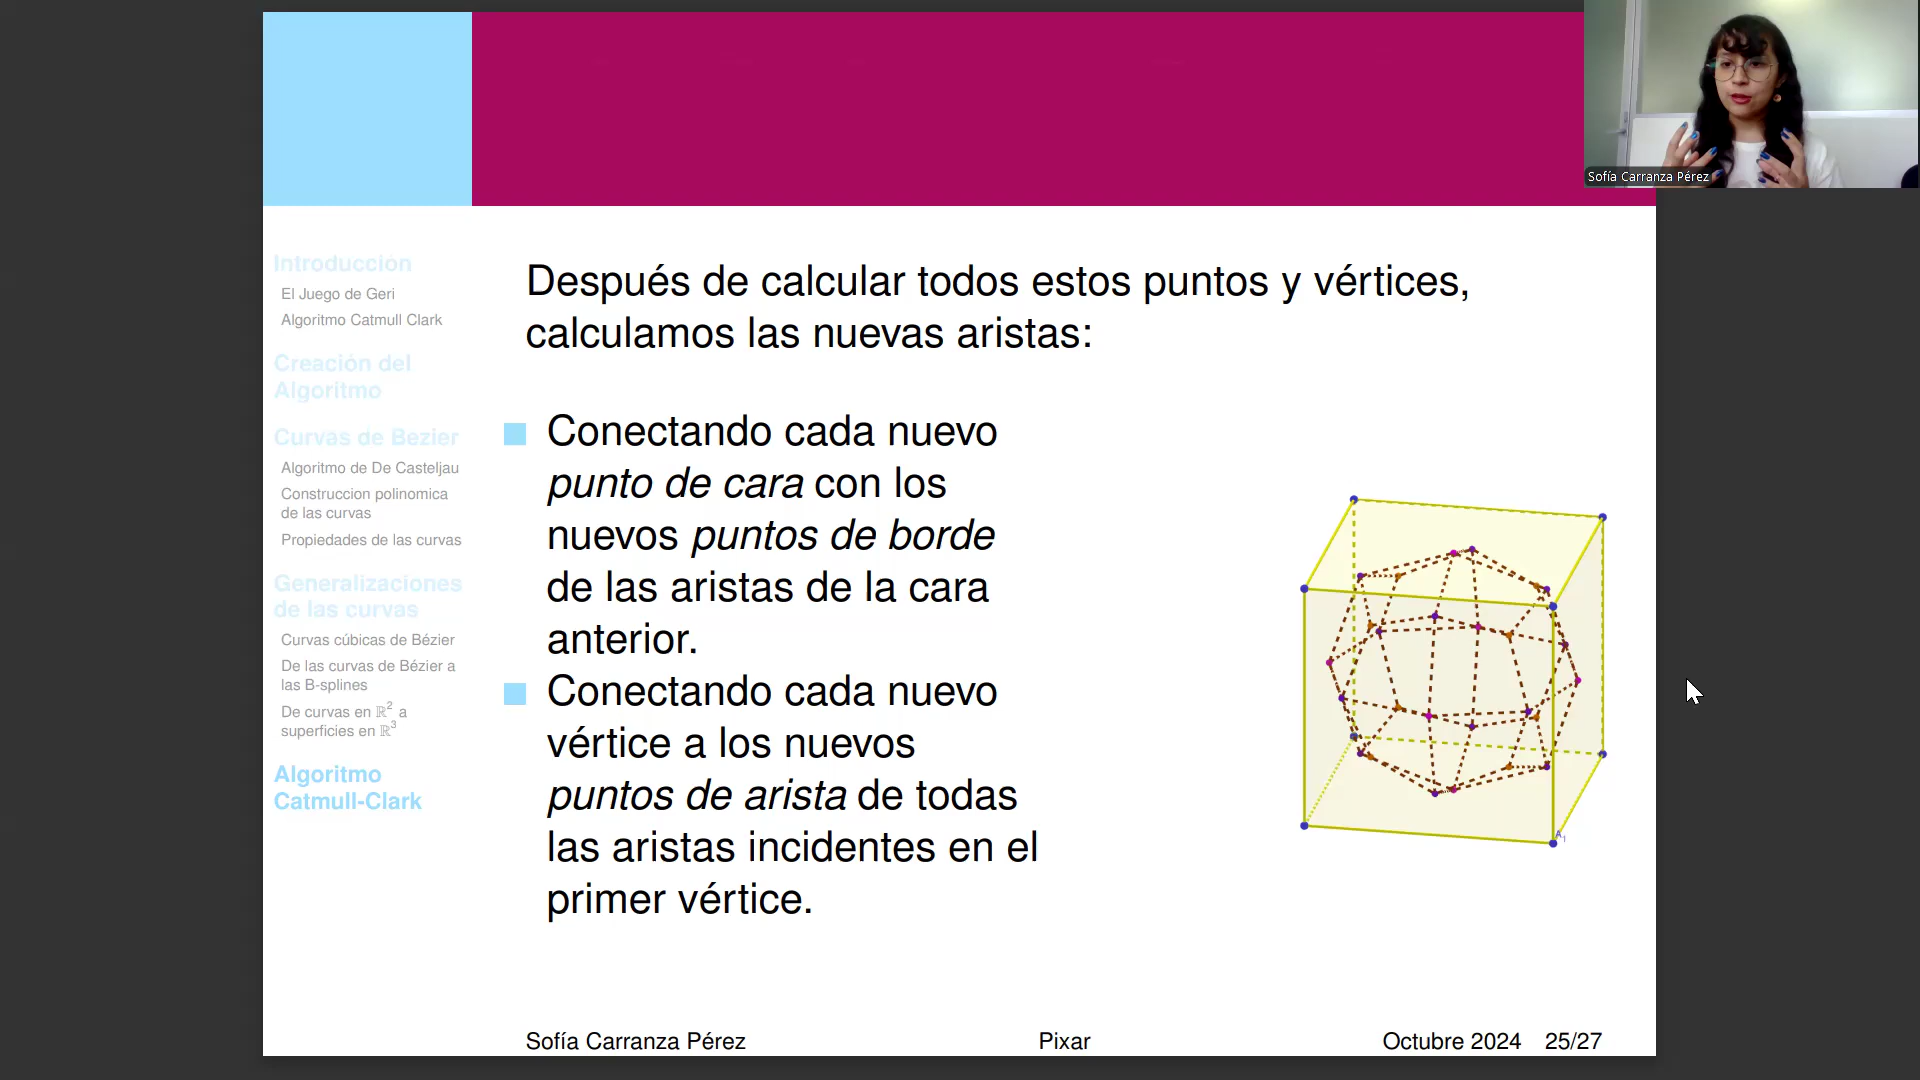 Sofía Carranza Pérez
Introducción
El Juego de Geri
Algoritmo Catmull Clark
Creación del
Algoritmo
Curvas de Bezier
Algoritmo de De Casteljau
Construccion polinomica
de las curvas
Propiedades de las curvas
Generalizaciones
de las curvas
Curvas cúbicas de Bézier
De las curvas de Bézier a
las B-splines
De curvas en ℝ² a
superficies en ℝ³
Algoritmo
Catmull-Clark
Después de calcular todos estos puntos y vértices,
calculamos las nuevas aristas:
Conectando cada nuevo
punto de cara con los
nuevos puntos de borde
de las aristas de la cara
anterior.
Conectando cada nuevo
vértice a los nuevos
puntos de arista de todas
las aristas incidentes en el
primer vértice.
A₁
Sofía Carranza Pérez Pixar Octubre 2024 25/27